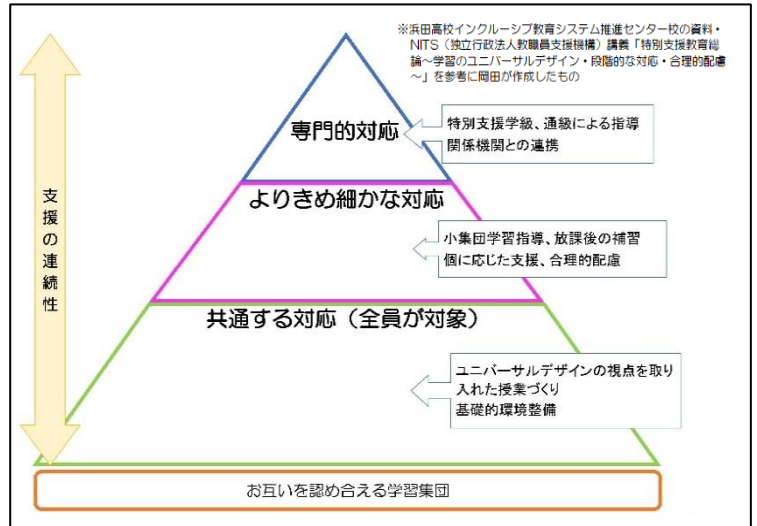 ※浜田高校インクルーシブ教育システム推進センター校の資料・
NITS（独立行政法人教職員支援機構）講義「特別支援教育総
論～学習のユニバーサルデザイン・段階的な対応・合理的配慮
～」を参考に岡田が作成したもの
専門的対応
特別支援学級、通級による指導
関係機関との連携
よりきめ細かな対応
小集団学習指導、放課後の補習
個に応じた支援、合理的配慮
支援の連続性
共通する対応（全員が対象）
ユニバーサルデザインの視点を取り
入れた授業づくり
基礎的環境整備
お互いを認め合える学習集団